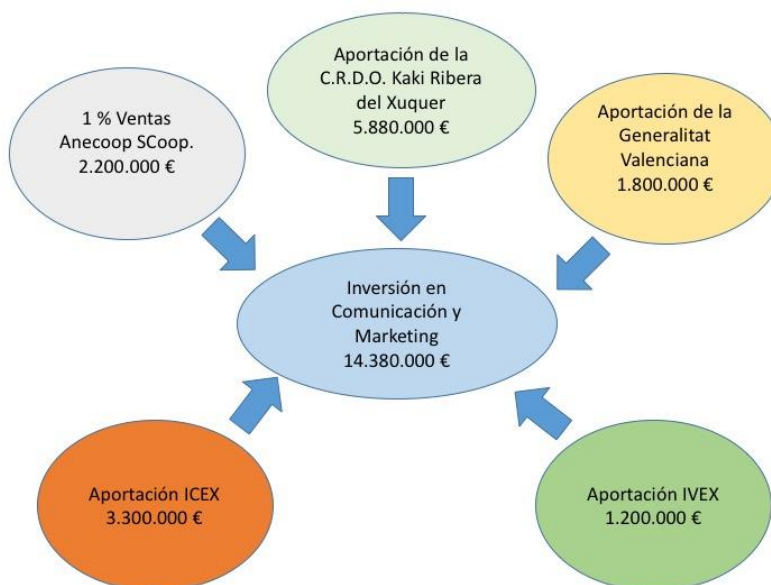 Aportación de la
C.R.D.O. Kaki Ribera
del Xuquer
5.880.000 €
1 % Ventas
Anecoop SCoop.
2.200.000 €
Aportación de la
Generalitat
Valenciana
1.800.000 €
Inversión en
Comunicación y
Marketing
14.380.000 €
Aportación ICEX
3.300.000 €
Aportación IVEX
1.200.000 €